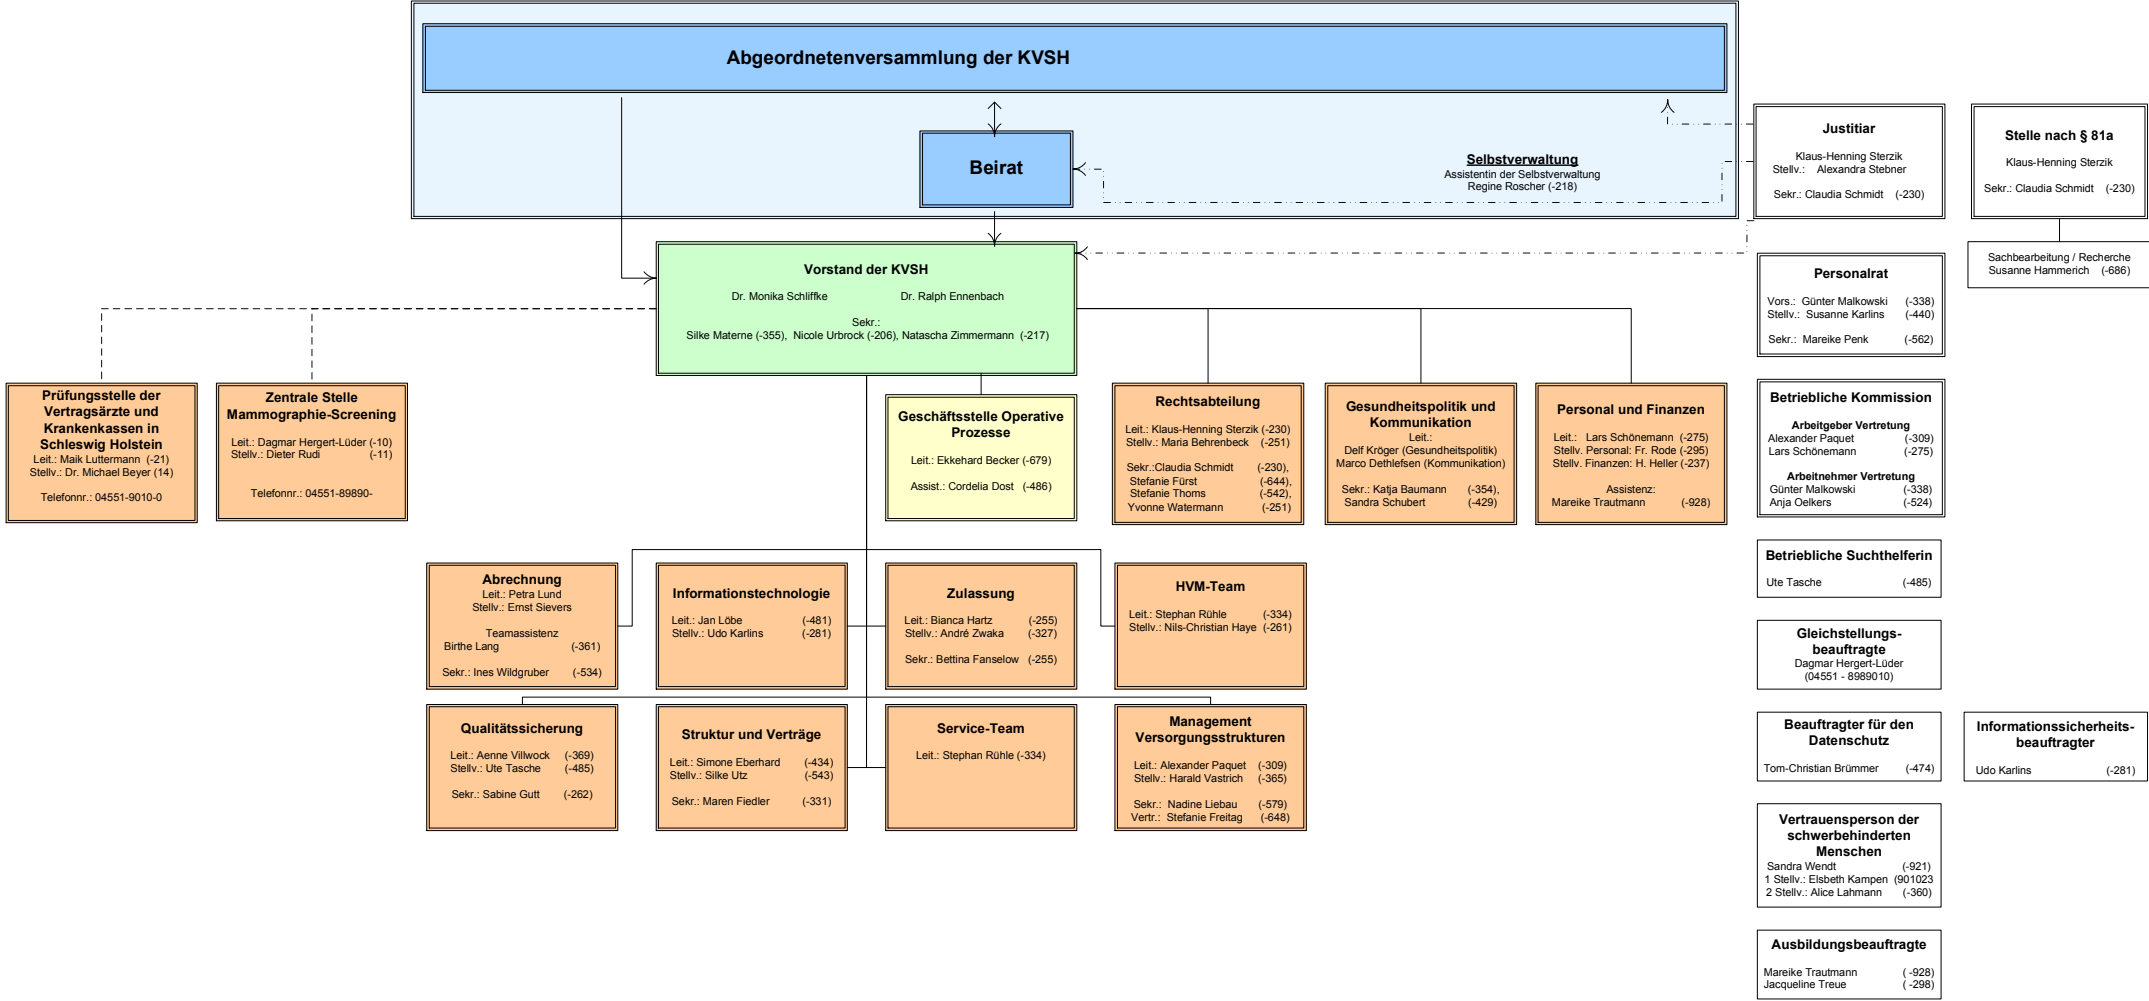 Abgeordnetenversammlung der KVSH
Beirat
Selbstverwaltung
Assistentin der Selbstverwaltung
Regine Roscher (-218)
Justitiar
Klaus-Henning Sterzik
Stellv.: Alexandra Stebner
Sekr.: Claudia Schmidt (-230)
Stelle nach § 81a
Klaus-Henning Sterzik
Sekr.: Claudia Schmidt (-230)
Sachbearbeitung / Recherche
Susanne Hammerich (-686)
Vorstand der KVSH
Dr. Monika Schliffke Dr. Ralph Ennenbach
Sekr.:
Silke Materne (-355), Nicole Urbrock (-206), Natascha Zimmermann (-217)
Personalrat
Vors.: Günter Malkowski (-338)
Stellv.: Susanne Karlins (-440)
Sekr.: Mareike Penk (-562)
Prüfungsstelle der
Vertragsärzte und
Krankenkassen in
Schleswig Holstein
Leit.: Maik Luttermann (-21)
Stellv.: Dr. Michael Beyer (14)
Telefonnr.: 04551-9010-0
Zentrale Stelle
Mammographie-Screening
Leit.: Dagmar Hergert-Lüder (-10)
Stellv.: Dieter Rudi (-11)
Telefonnr.: 04551-89890-
Geschäftsstelle Operative
Prozesse
Leit.: Ekkehard Becker (-679)
Assist.: Cordelia Dost (-486)
Rechtsabteilung
Leit.: Klaus-Henning Sterzik (-230)
Stellv.: Maria Behrenbeck (-251)
Sekr.:Claudia Schmidt (-230),
Stefanie Fürst (-644),
Stefanie Thoms (-542),
Yvonne Watermann (-251)
Gesundheitspolitik und
Kommunikation
Leit.:
Delf Kröger (Gesundheitspolitik)
Marco Dethlefsen (Kommunikation)
Sekr.: Katja Baumann (-354),
Sandra Schubert (-429)
Personal und Finanzen
Leit.: Lars Schönemann (-275)
Stellv. Personal: Fr. Rode (-295)
Stellv. Finanzen: H. Heller (-237)
Assistenz:
Mareike Trautmann (-928)
Betriebliche Kommission
Arbeitgeber Vertretung
Alexander Paquet (-309)
Lars Schönemann (-275)
Arbeitnehmer Vertretung
Günter Malkowski (-338)
Anja Oelkers (-524)
Betriebliche Suchthelferin
Ute Tasche (-485)
Abrechnung
Leit.: Petra Lund
Stellv.: Ernst Sievers
Teamassistenz
Birthe Lang (-361)
Sekr.: Ines Wildgruber (-534)
Informationstechnologie
Leit.: Jan Löbe (-481)
Stellv.: Udo Karlins (-281)
Zulassung
Leit.: Bianca Hartz (-255)
Stellv.: André Zwaka (-327)
Sekr.: Bettina Fanselow (-255)
HVM-Team
Leit.: Stephan Rühle (-334)
Stellv.: Nils-Christian Haye (-261)
Gleichstellungs-
beauftragte
Dagmar Hergert-Lüder
(04551 - 8989010)
Qualitätssicherung
Leit.: Aenne Villwock (-369)
Stellv.: Ute Tasche (-485)
Sekr.: Sabine Gutt (-262)
Struktur und Verträge
Leit.: Simone Eberhard (-434)
Stellv.: Silke Utz (-543)
Sekr.: Maren Fiedler (-331)
Service-Team
Leit.: Stephan Rühle (-334)
Management
Versorgungsstrukturen
Leit.: Alexander Paquet (-309)
Stellv.: Harald Vastrich (-365)
Sekr.: Nadine Liebau (-579)
Vertr.: Stefanie Freitag (-648)
Beauftragter für den
Datenschutz
Tom-Christian Brümmer (-474)
Informationssicherheits-
beauftragter
Udo Karlins (-281)
Vertrauensperson der
schwerbehinderten
Menschen
Sandra Wendt (-921)
1 Stellv.: Elsbeth Kampen (901023
2 Stellv.: Alice Lahmann (-360)
Ausbildungsbeauftragte
Mareike Trautmann ( -928)
Jacqueline Treue ( -298)